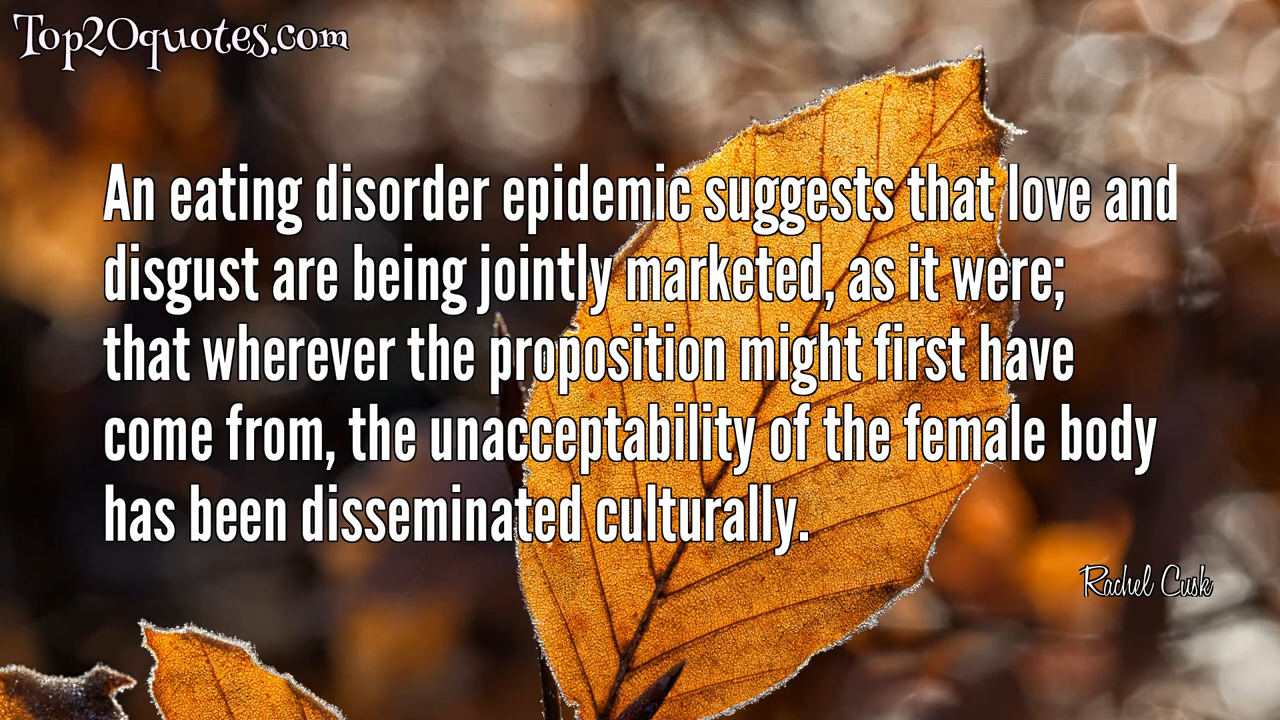 Top20quotes.com
An eating disorder epidemic suggests that love and
disgust are being jointly marketed, as it were;
that wherever the proposition might first have
come from, the unacceptability of the female body
has been disseminated culturally.
Rachel Cusk